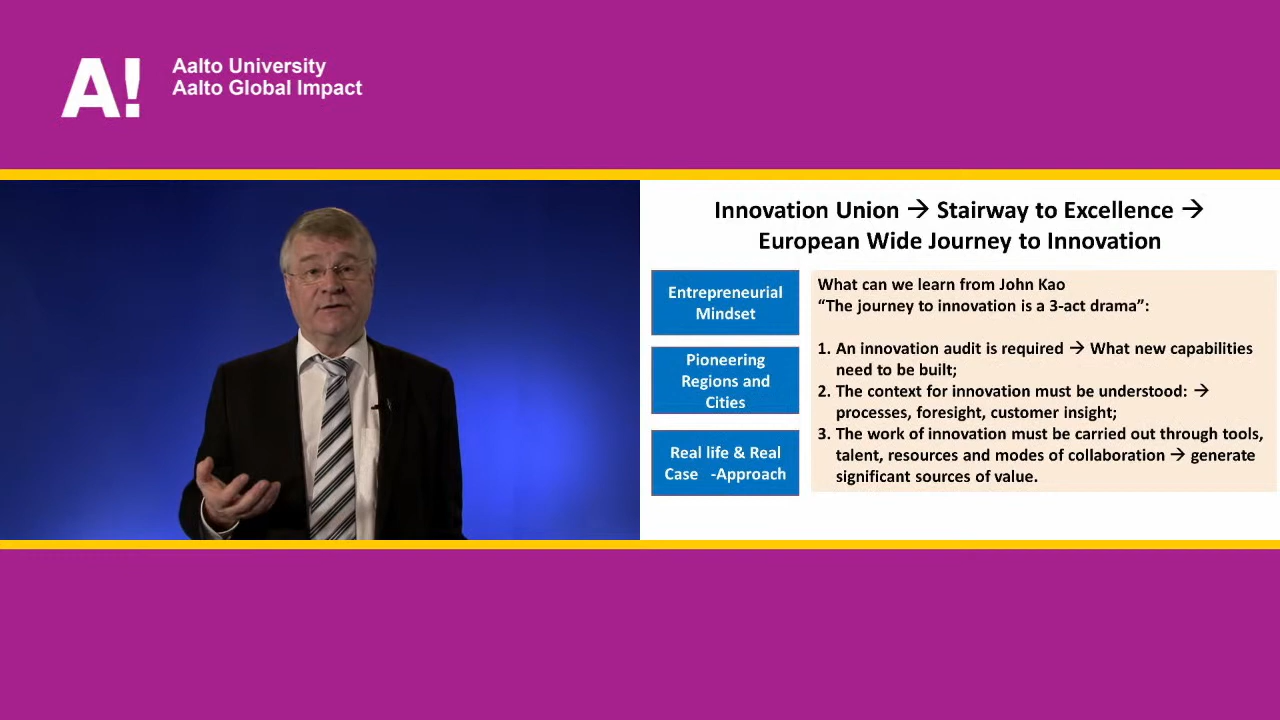 A!
Aalto University
Aalto Global Impact
Innovation Union → Stairway to Excellence →
European Wide Journey to Innovation
Entrepreneurial
Mindset
Pioneering
Regions and
Cities
Real life & Real
Case -Approach
What can we learn from John Kao
“The journey to innovation is a 3-act drama”:
1. An innovation audit is required → What new capabilities
need to be built;
2. The context for innovation must be understood: →
processes, foresight, customer insight;
3. The work of innovation must be carried out through tools,
talent, resources and modes of collaboration → generate
significant sources of value.